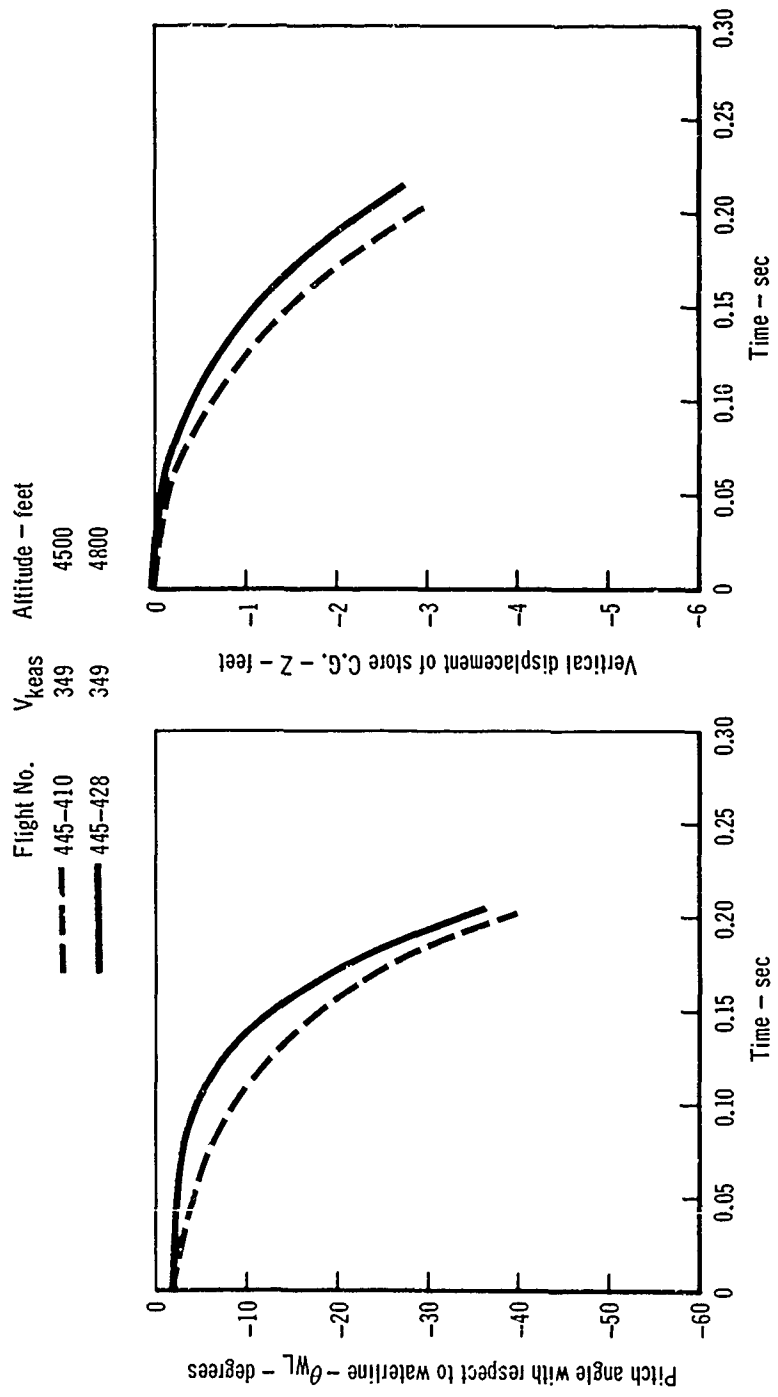 Flight No. V_keas Altitude – feet
445–410 349 4500
445–428 349 4800
Pitch angle with respect to waterline – θ_WL – degrees
0
-10
-20
-30
-40
-50
-60
0 0.05 0.10 0.15 0.20 0.25 0.30
Time – sec
Vertical displacement of store C.G. – Z – feet
0
-1
-2
-3
-4
-5
-6
0 0.05 0.10 0.15 0.20 0.25 0.30
Time – sec